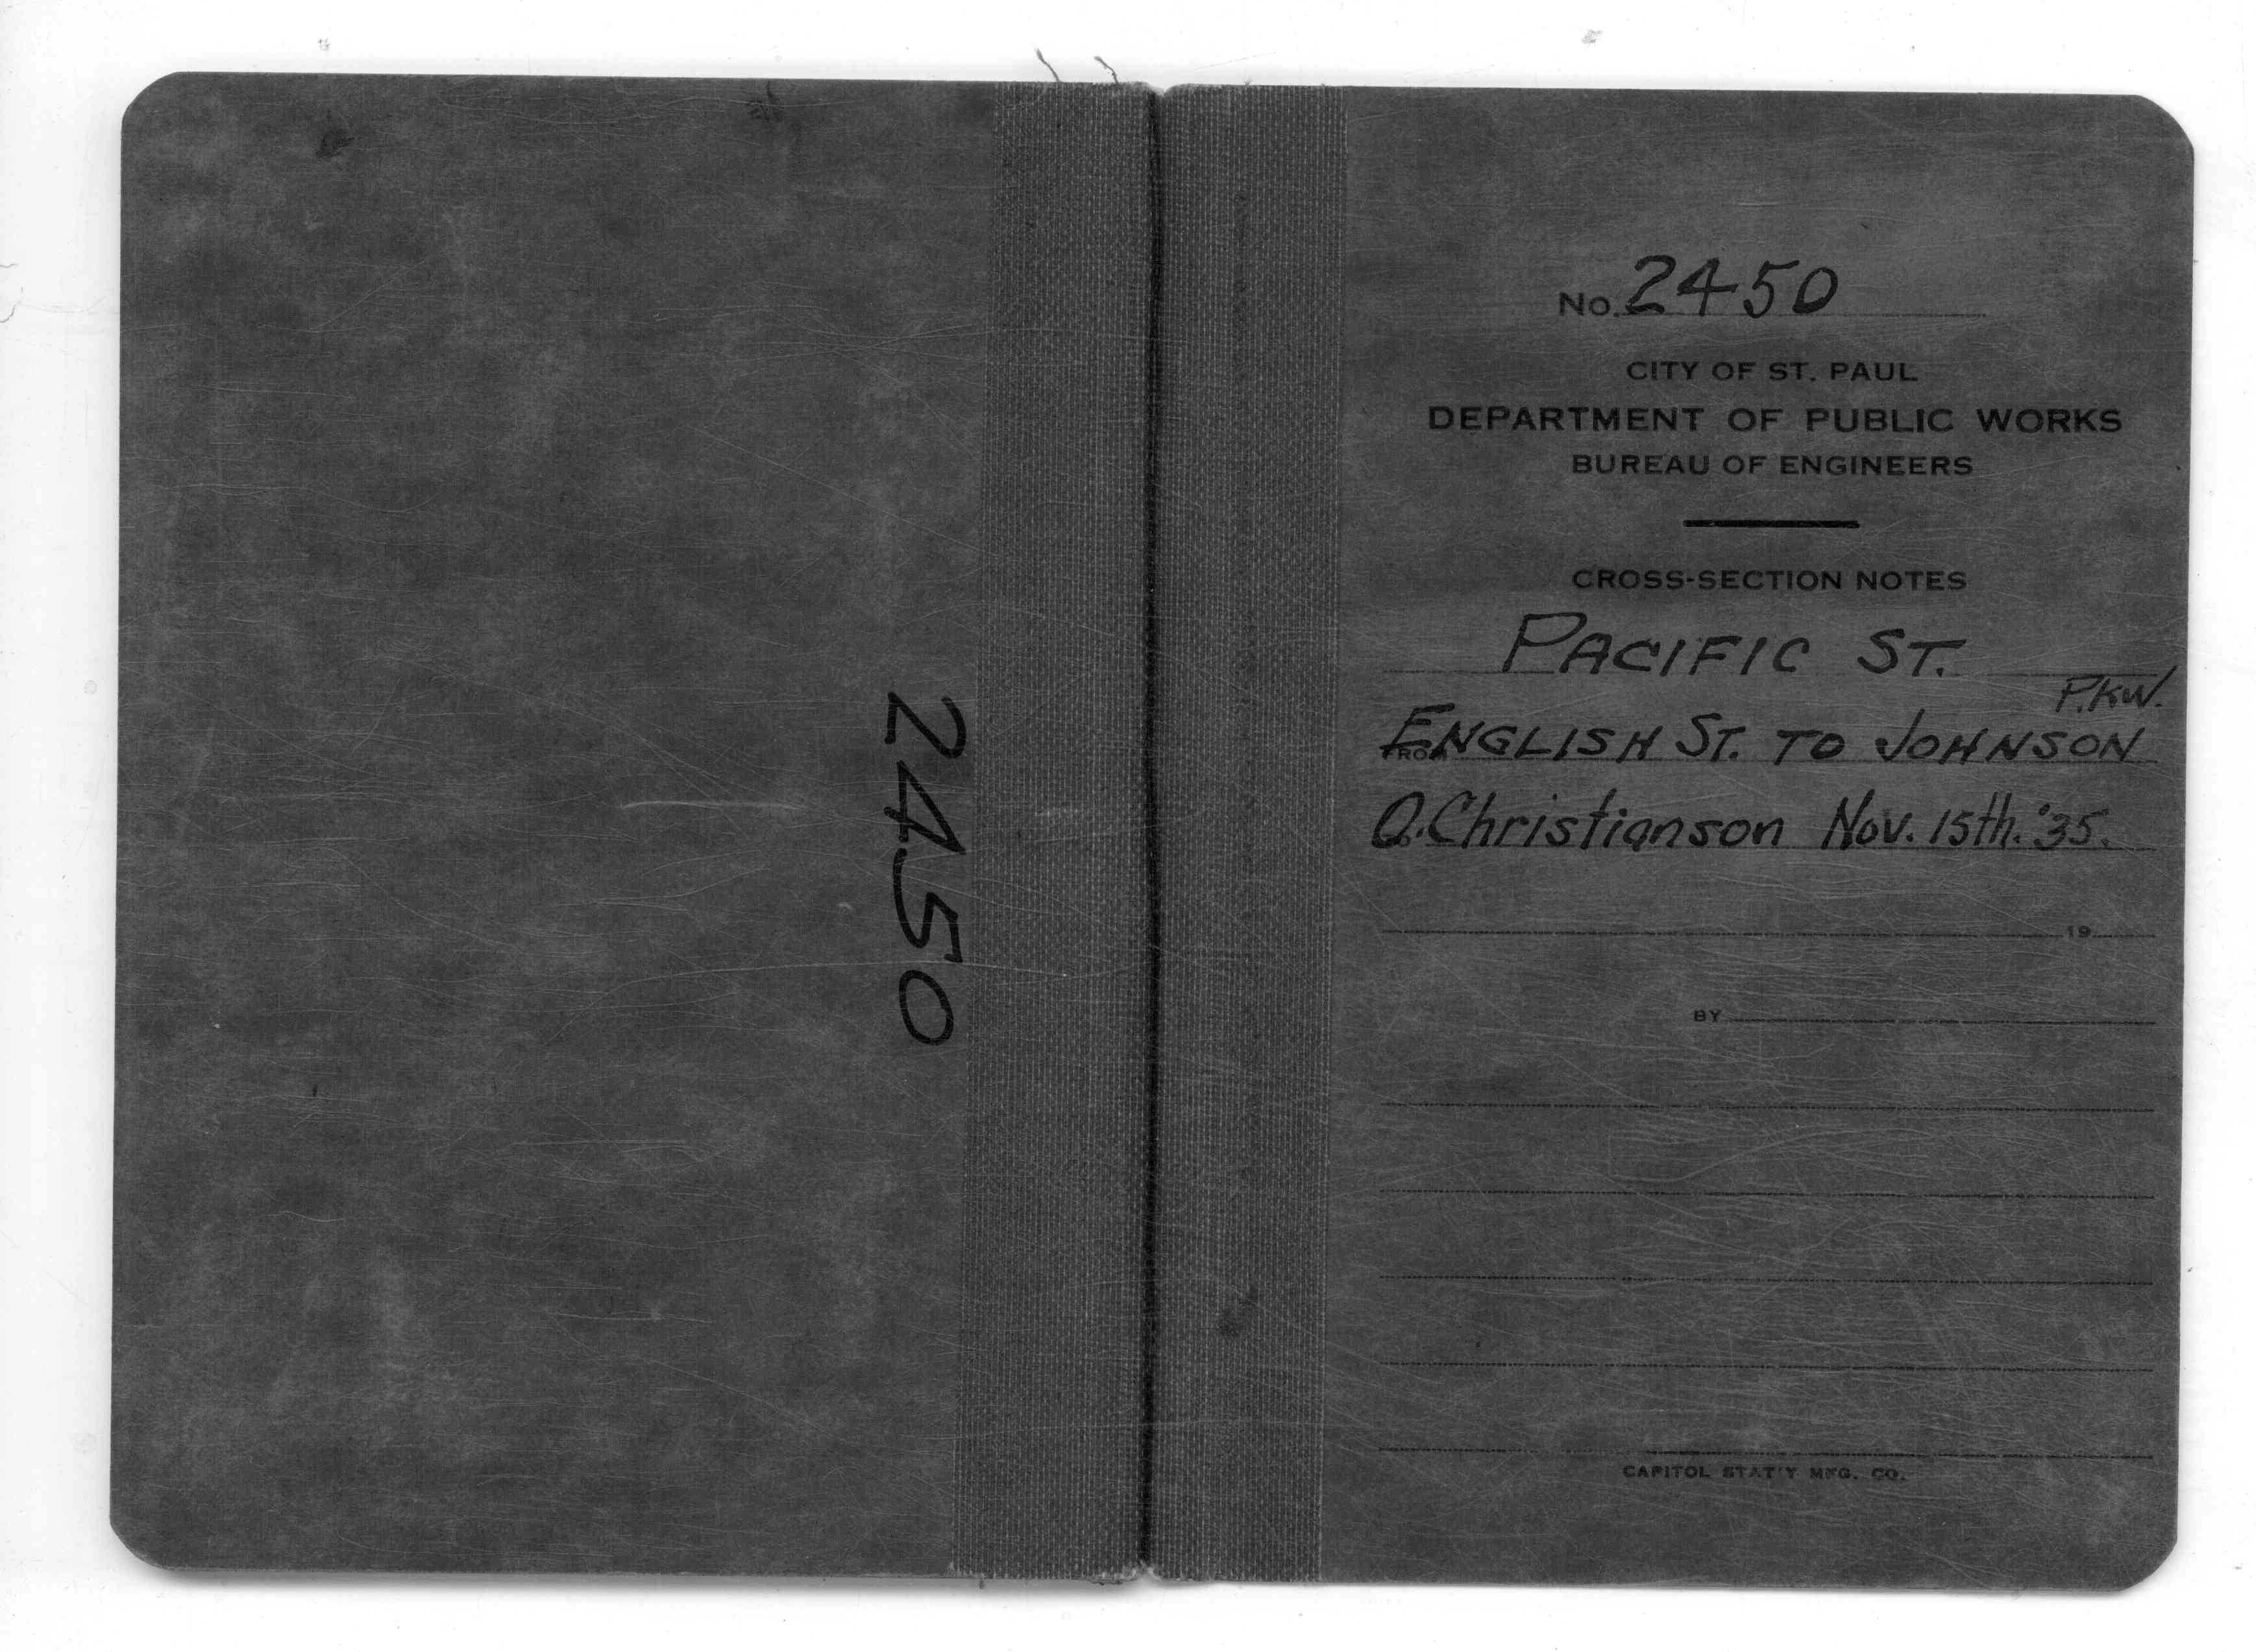 2450
No. 2450
CITY OF ST. PAUL
DEPARTMENT OF PUBLIC WORKS
BUREAU OF ENGINEERS
CROSS-SECTION NOTES
PACIFIC ST.
P.KW.
FROM ENGLISH ST. TO JOHNSON
O. Christianson Nov. 15th. '35.
19
BY
CAPITOL STAT'Y MFG. CO.